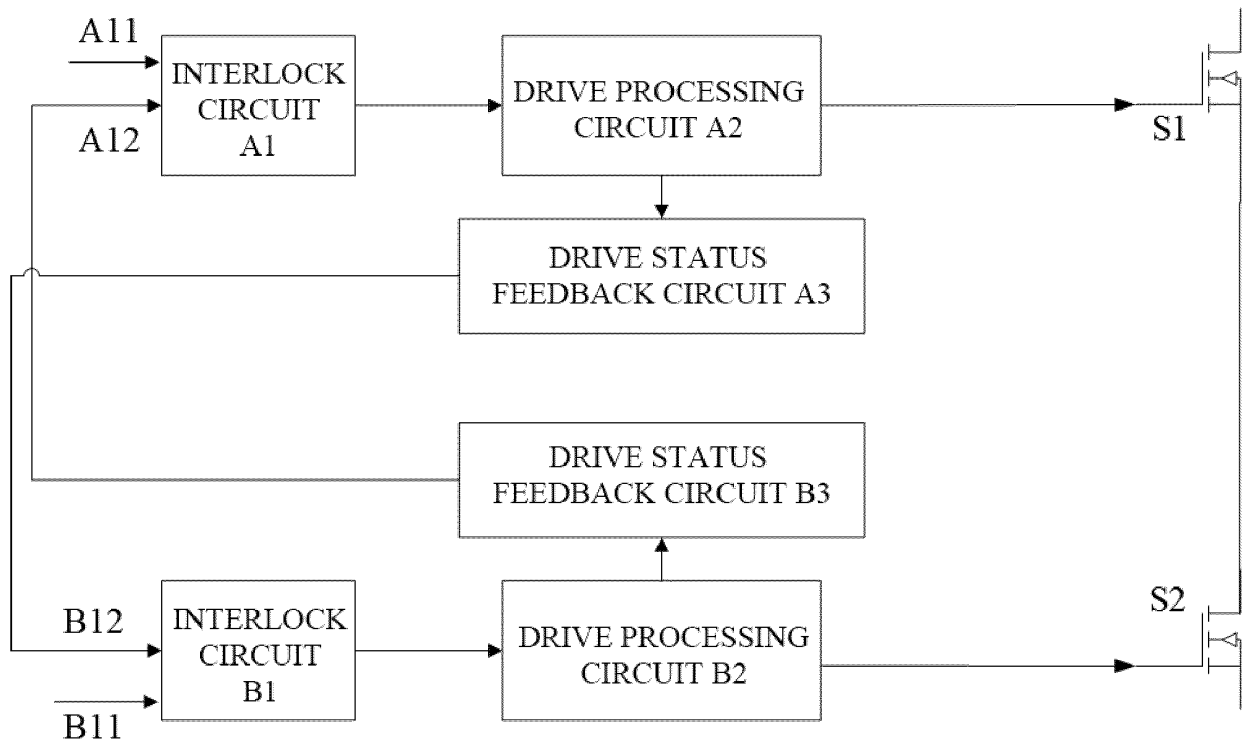 A11
INTERLOCK
CIRCUIT
A1
A12
DRIVE PROCESSING
CIRCUIT A2
S1
DRIVE STATUS
FEEDBACK CIRCUIT A3
DRIVE STATUS
FEEDBACK CIRCUIT B3
B12
INTERLOCK
CIRCUIT
B1
B11
DRIVE PROCESSING
CIRCUIT B2
S2